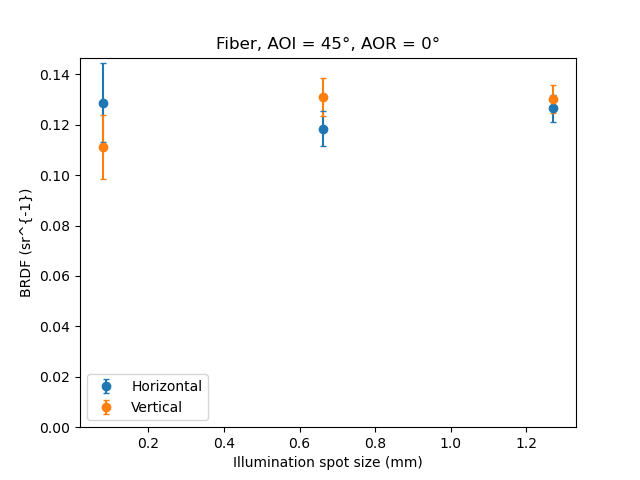 Fiber, AOI = 45°, AOR = 0°
0.14
0.12
0.10
0.08
0.06
0.04
0.02
0.00
BRDF (sr^{-1})
Horizontal
Vertical
0.2 0.4 0.6 0.8 1.0 1.2
Illumination spot size (mm)